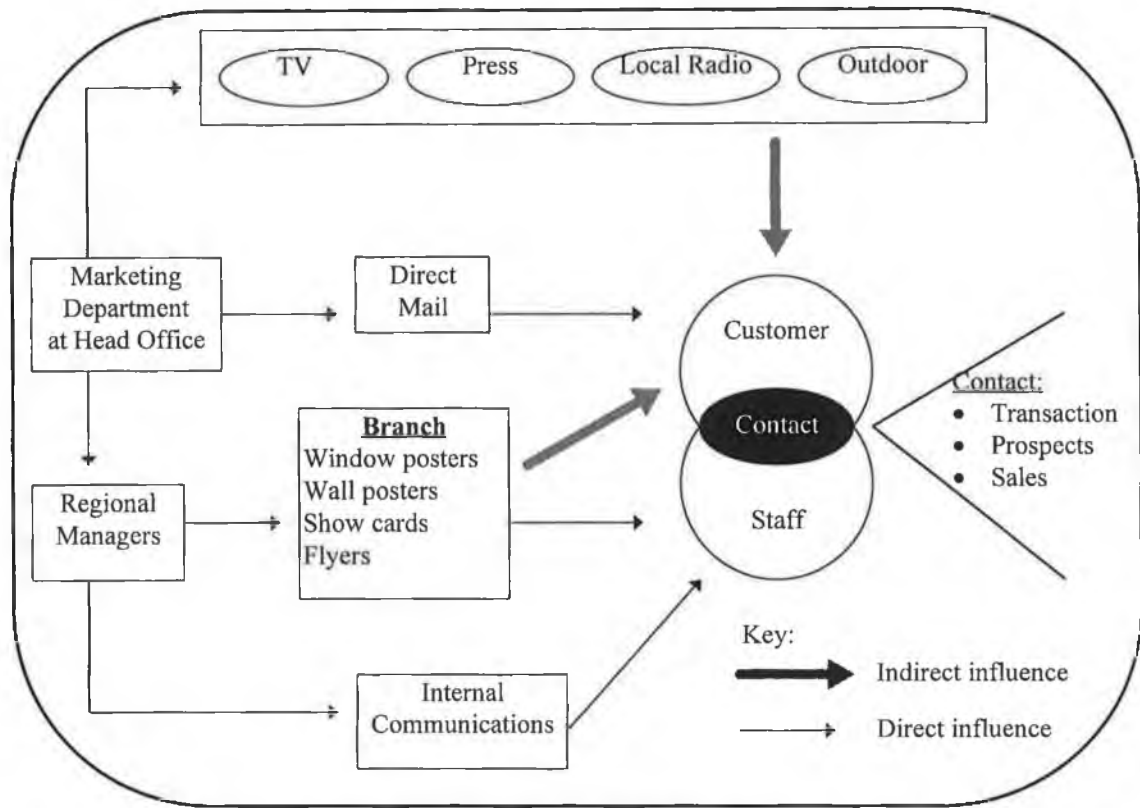 TV
Press
Local Radio
Outdoor
Marketing
Department
at Head Office
Direct
Mail
Customer
Contact
Staff
Contact:
• Transaction
• Prospects
• Sales
Branch
Window posters
Wall posters
Show cards
Flyers
Regional
Managers
Internal
Communications
Key:
Indirect influence
Direct influence